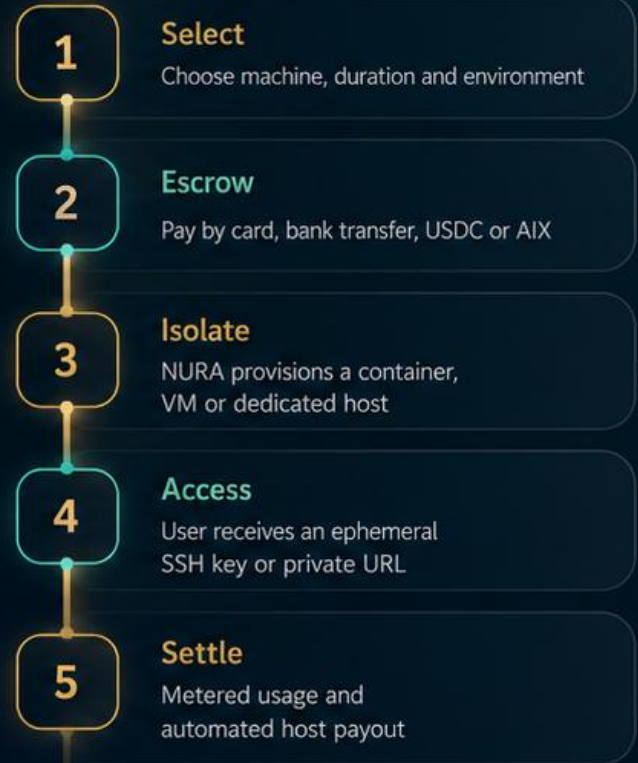 1
Select
Choose machine, duration and environment
2
Escrow
Pay by card, bank transfer, USDC or AIX
3
Isolate
NURA provisions a container,
VM or dedicated host
4
Access
User receives an ephemeral
SSH key or private URL
5
Settle
Metered usage and
automated host payout